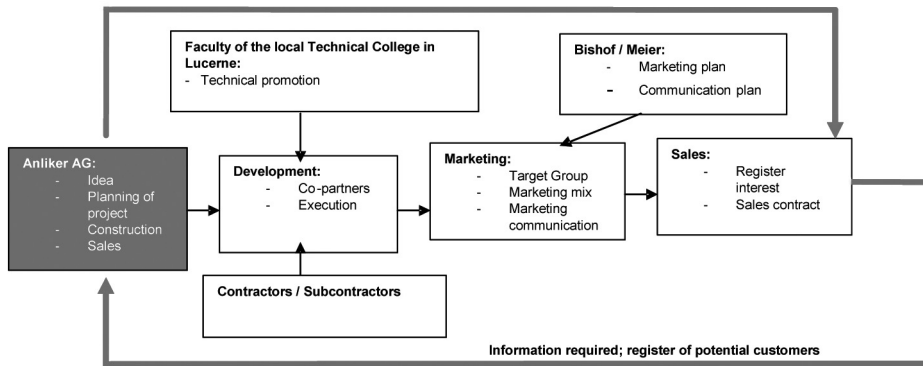 Faculty of the local Technical College in
Lucerne:
- Technical promotion
Bishof / Meier:
- Marketing plan
- Communication plan
Anliker AG:
- Idea
- Planning of
project
- Construction
- Sales
Development:
- Co-partners
- Execution
Marketing:
- Target Group
- Marketing mix
- Marketing
communication
Sales:
- Register
interest
- Sales contract
Contractors / Subcontractors
Information required; register of potential customers